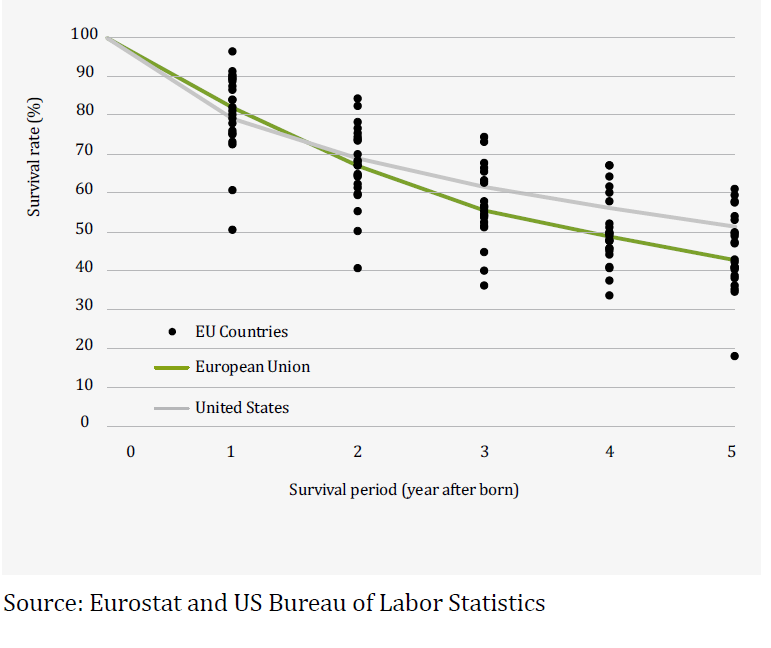 100
90
80
70
60
50
40
30
20
10
0
Survival rate (%)
EU Countries
European Union
United States
0 1 2 3 4 5
Survival period (year after born)
Source: Eurostat and US Bureau of Labor Statistics